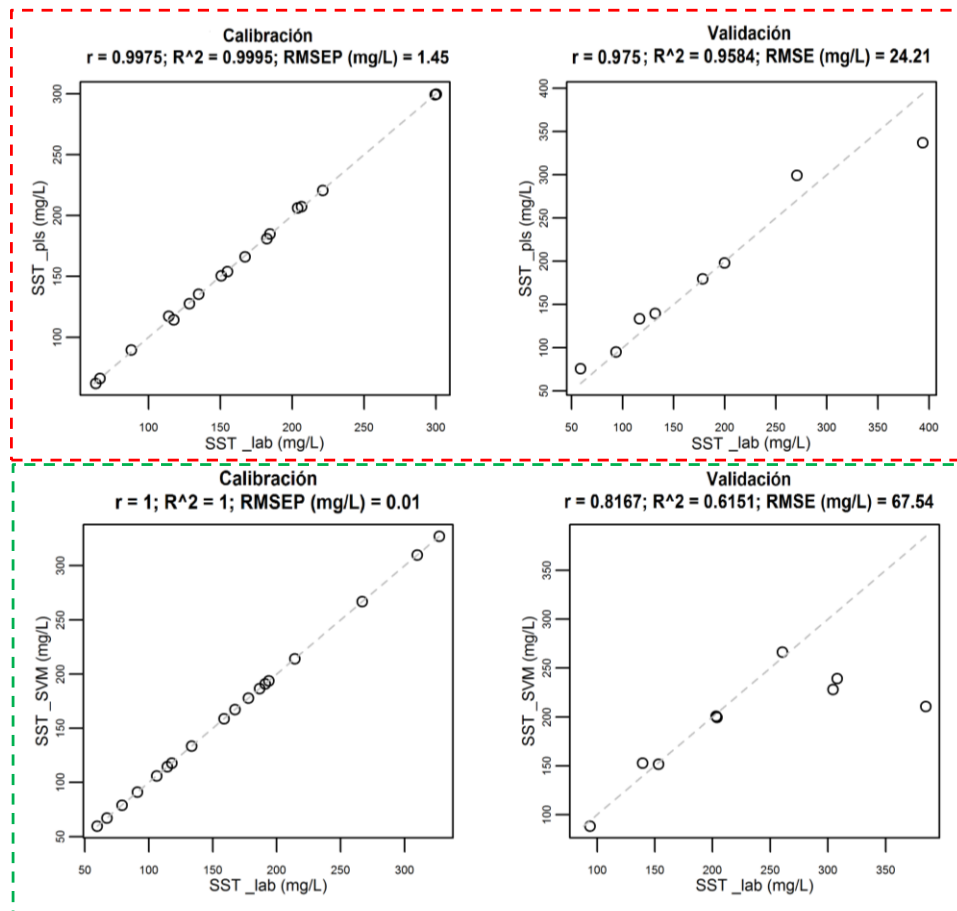 Calibración
r = 0.9975; R^2 = 0.9995; RMSEP (mg/L) = 1.45
300
250
200
150
100
SST _pls (mg/L)
100 150 200 250 300
SST _lab (mg/L)
Validación
r = 0.975; R^2 = 0.9584; RMSE (mg/L) = 24.21
400
350
300
250
200
150
100
50
SST _pls (mg/L)
50 100 150 200 250 300 350 400
SST _lab (mg/L)
Calibración
r = 1; R^2 = 1; RMSEP (mg/L) = 0.01
300
250
200
150
100
50
SST _SVM (mg/L)
50 100 150 200 250 300
SST _lab (mg/L)
Validación
r = 0.8167; R^2 = 0.6151; RMSE (mg/L) = 67.54
350
300
250
200
150
100
SST _SVM (mg/L)
100 150 200 250 300 350
SST _lab (mg/L)